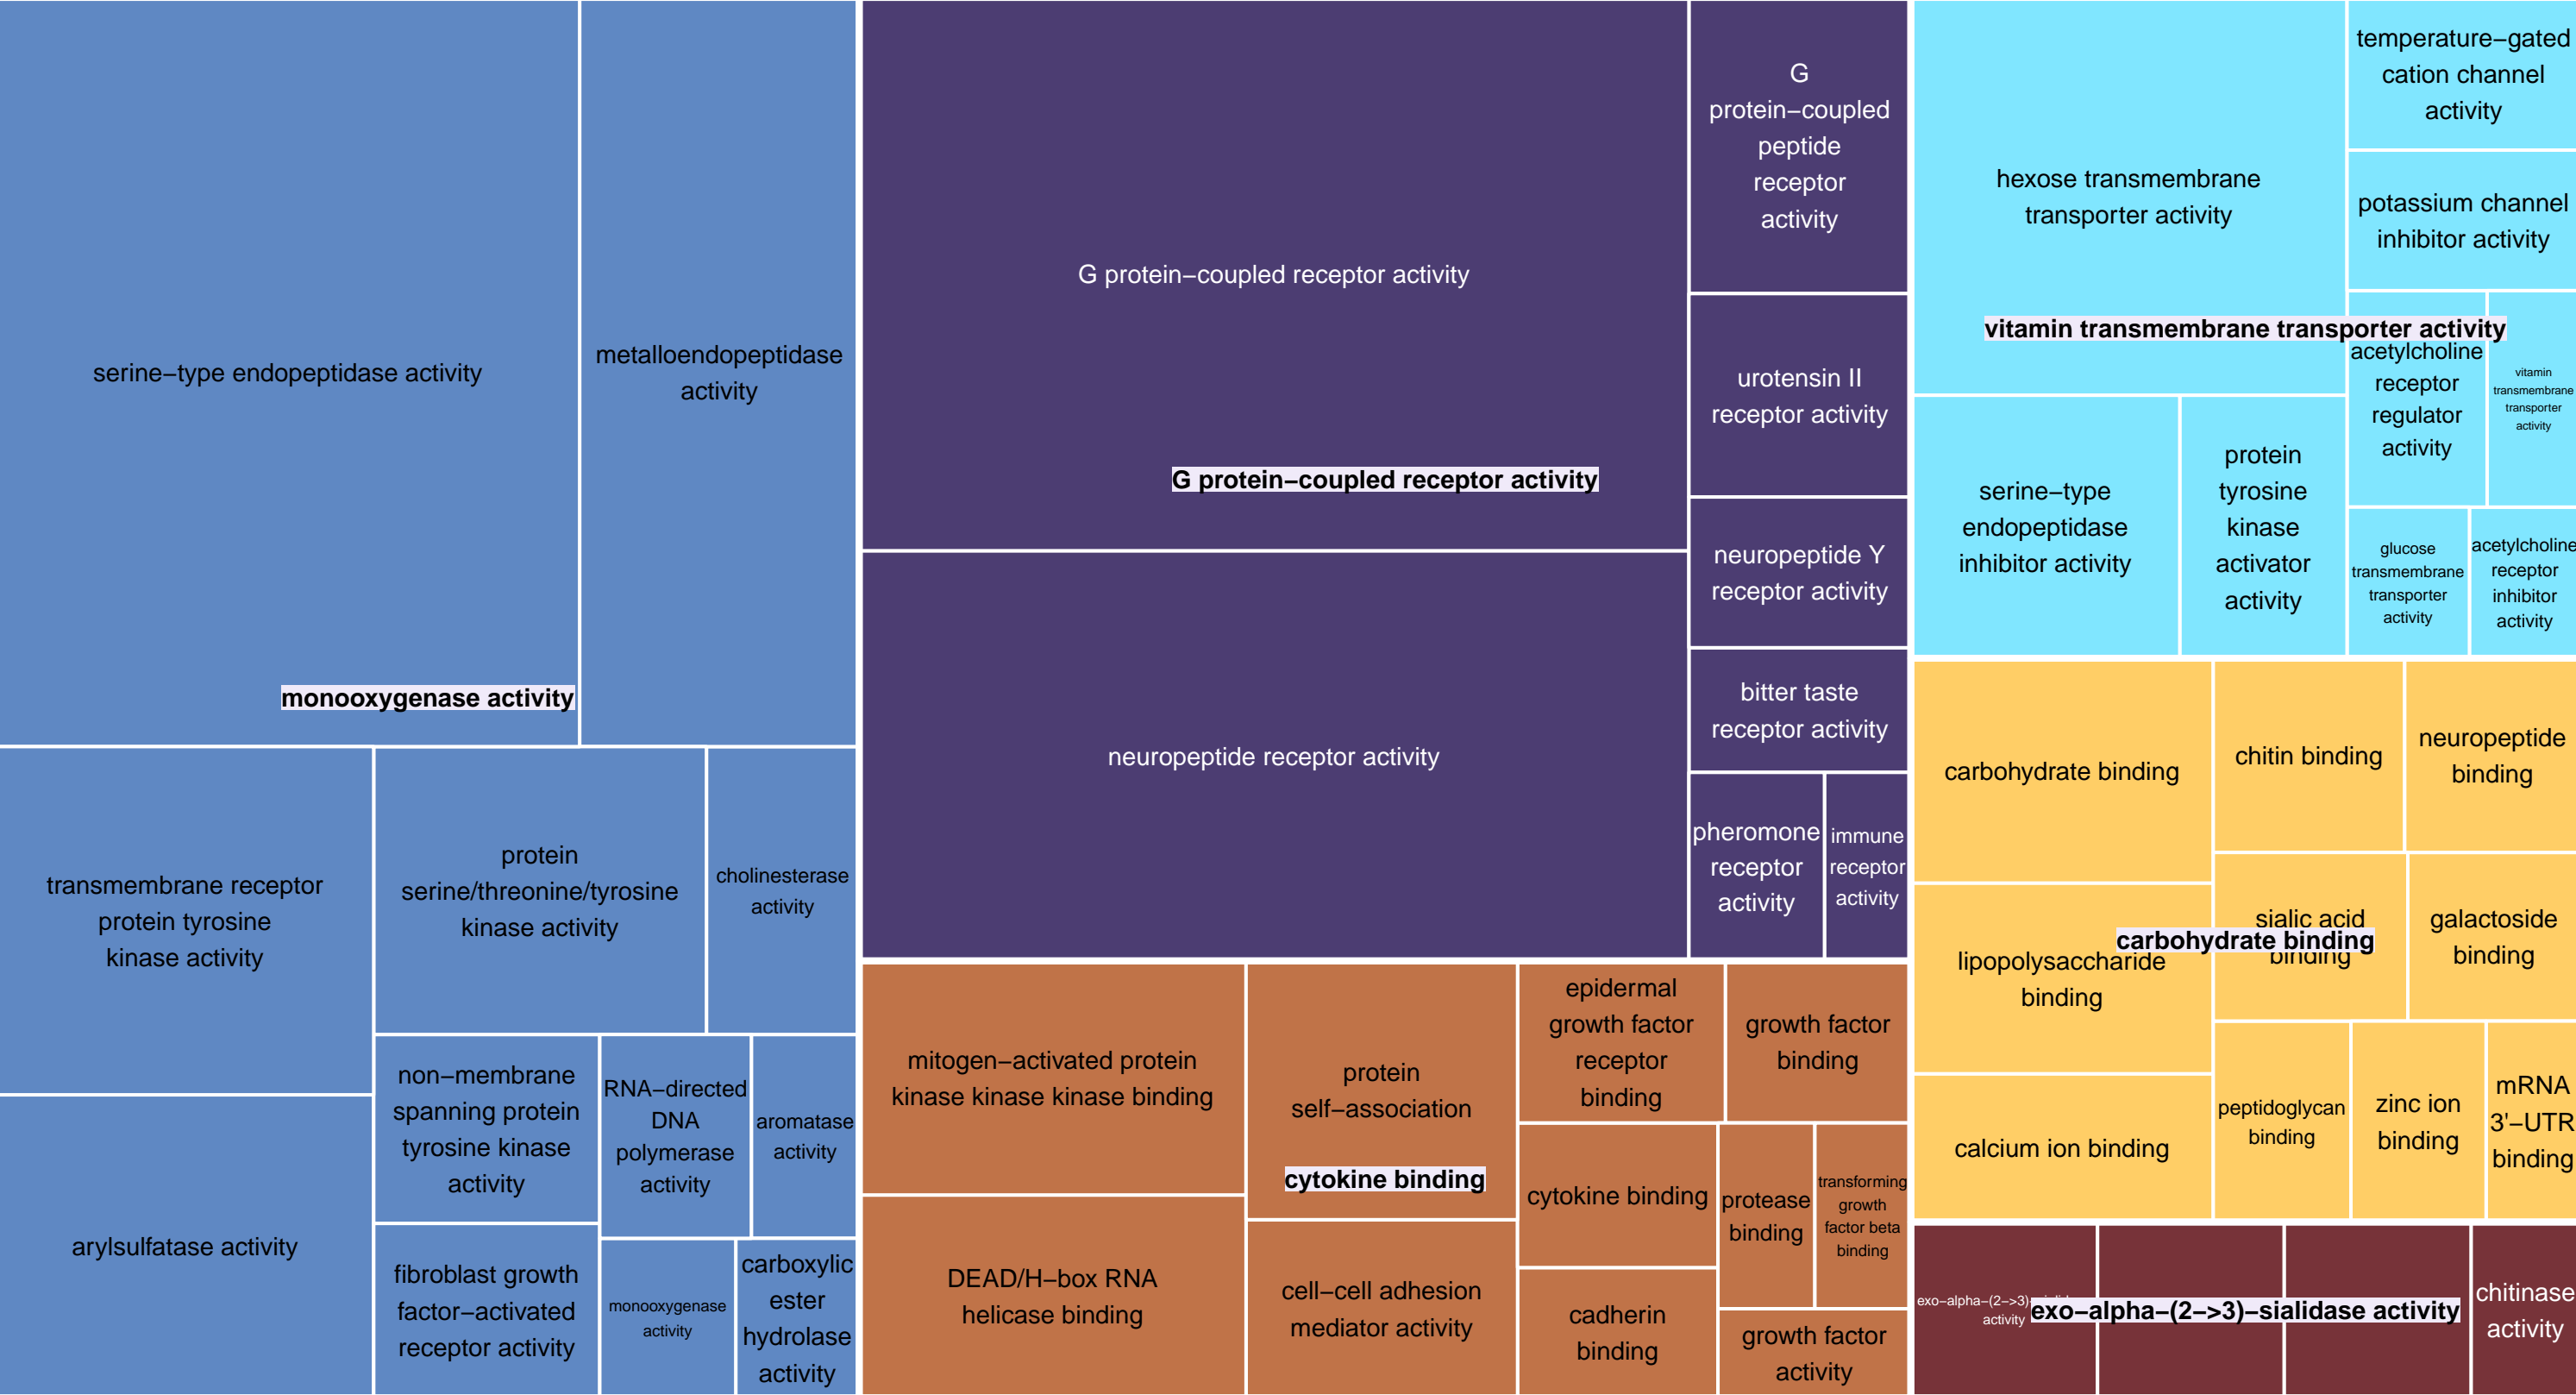 serine−type endopeptidase activity
metalloendopeptidase
activity
monooxygenase activity
transmembrane receptor
protein tyrosine
kinase activity
protein
serine/threonine/tyrosine
kinase activity
cholinesterase
activity
arylsulfatase activity
non−membrane
spanning protein
tyrosine kinase
activity
RNA−directed
DNA
polymerase
activity
aromatase
activity
fibroblast growth
factor−activated
receptor activity
monooxygenase
activity
carboxylic
ester
hydrolase
activity
G protein−coupled receptor activity
G protein−coupled receptor activity
neuropeptide receptor activity
G
protein−coupled
peptide
receptor
activity
urotensin II
receptor activity
neuropeptide Y
receptor activity
bitter taste
receptor activity
pheromone
receptor
activity
immune
receptor
activity
mitogen−activated protein
kinase kinase kinase binding
DEAD/H−box RNA
helicase binding
protein
self−association
cytokine binding
cell−cell adhesion
mediator activity
epidermal
growth factor
receptor
binding
growth factor
binding
cytokine binding
protease
binding
transforming
growth
factor beta
binding
cadherin
binding
growth factor
activity
hexose transmembrane
transporter activity
temperature−gated
cation channel
activity
potassium channel
inhibitor activity
vitamin transmembrane transporter activity
acetylcholine
receptor
regulator
activity
vitamin
transmembrane
transporter
activity
serine−type
endopeptidase
inhibitor activity
protein
tyrosine
kinase
activator
activity
glucose
transmembrane
transporter
activity
acetylcholine
receptor
inhibitor
activity
carbohydrate binding
chitin binding
neuropeptide
binding
lipopolysaccharide
binding
carbohydrate binding
sialic acid
binding
galactoside
binding
calcium ion binding
peptidoglycan
binding
zinc ion
binding
mRNA
3'−UTR
binding
exo−alpha−(2−>3)
activity
exo−alpha−(2−>3)−sialidase activity
chitinase
activity